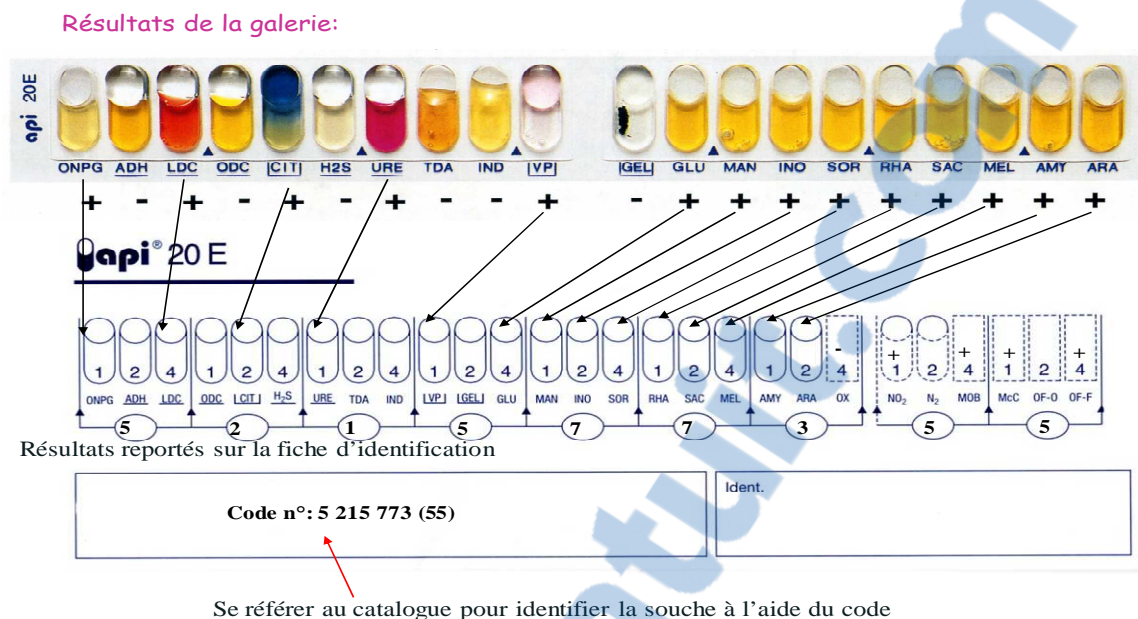 Résultats de la galerie:
api 20E
ONPG ADH LDC ODC |CIT| H2S URE TDA IND |VP| |GEL| GLU MAN INO SOR RHA SAC MEL AMY ARA
+ - + - + - + - - + - + + + + + + + + +
api® 20 E
- + + + +
1 2 4 1 2 4 1 2 4 1 2 4 1 2 4 1 2 4 1 2 4 1 2 4 1 2 4
ONPG ADH LDC ODC |CIT| H₂S URE TDA IND |VP| |GEL| GLU MAN INO SOR RHA SAC MEL AMY ARA OX NO₂ N₂ MOB McC OF-O OF-F
5 2 1 5 7 7 3 5 5
Résultats reportés sur la fiche d'identification
Ident.
Code n°: 5 215 773 (55)
Se référer au catalogue pour identifier la souche à l'aide du code